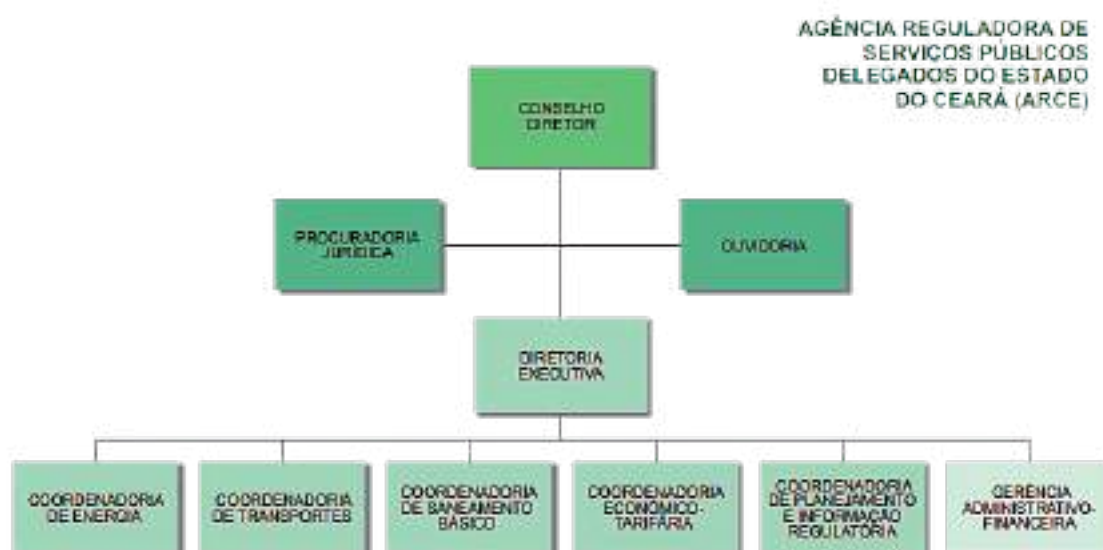 AGÊNCIA REGULADORA DE
SERVIÇOS PÚBLICOS
DELEGADOS DO ESTADO
DO CEARÁ (ARCE)
CONSELHO
DIRETOR
PROCURADORIA
JURÍDICA
OUVIDORIA
DIRETORIA
EXECUTIVA
COORDENADORIA
DE ENERGIA
COORDENADORIA
DE TRANSPORTES
COORDENADORIA
DE SANEAMENTO
BÁSICO
COORDENADORIA
ECONÔMICO-
TARIFÁRIA
COORDENADORIA
DE PLANEJAMENTO
E INFORMAÇÃO
REGULATÓRIA
GERÊNCIA
ADMINISTRATIVO-
FINANCEIRA